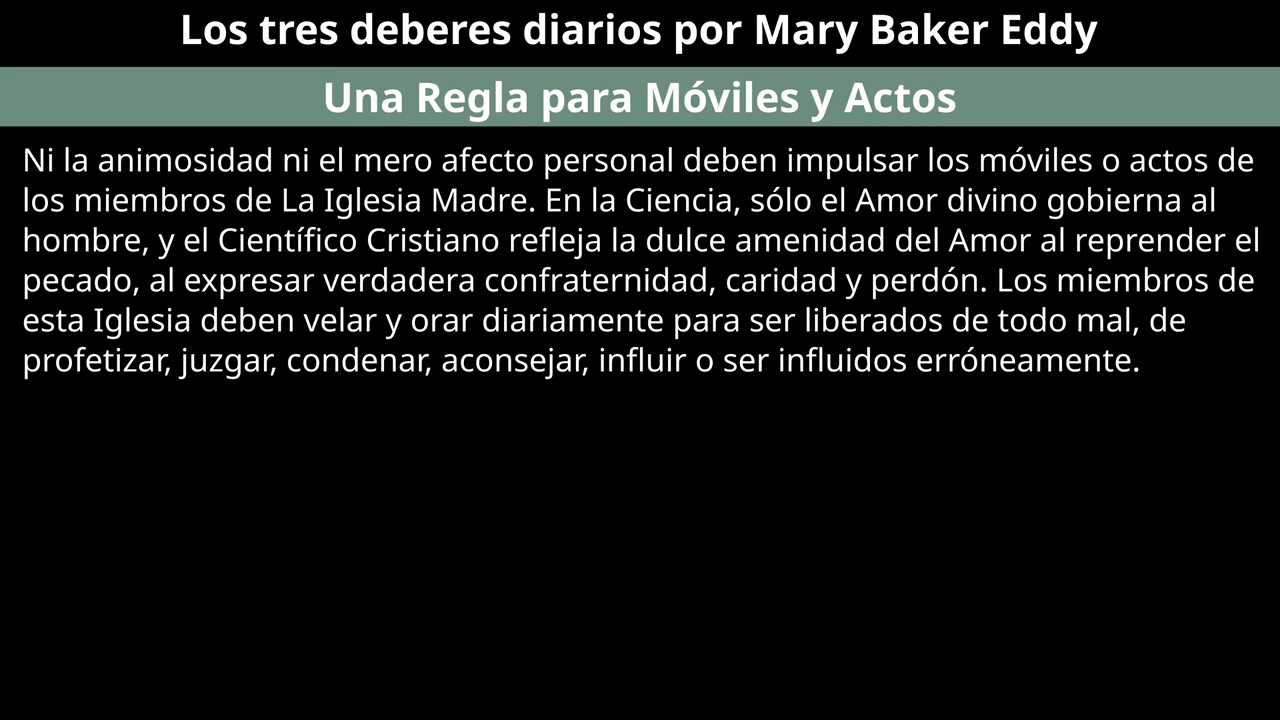 Los tres deberes diarios por Mary Baker Eddy
Una Regla para Móviles y Actos
Ni la animosidad ni el mero afecto personal deben impulsar los móviles o actos de
los miembros de La Iglesia Madre. En la Ciencia, sólo el Amor divino gobierna al
hombre, y el Científico Cristiano refleja la dulce amenidad del Amor al reprender el
pecado, al expresar verdadera confraternidad, caridad y perdón. Los miembros de
esta Iglesia deben velar y orar diariamente para ser liberados de todo mal, de
profetizar, juzgar, condenar, aconsejar, influir o ser influidos erróneamente.